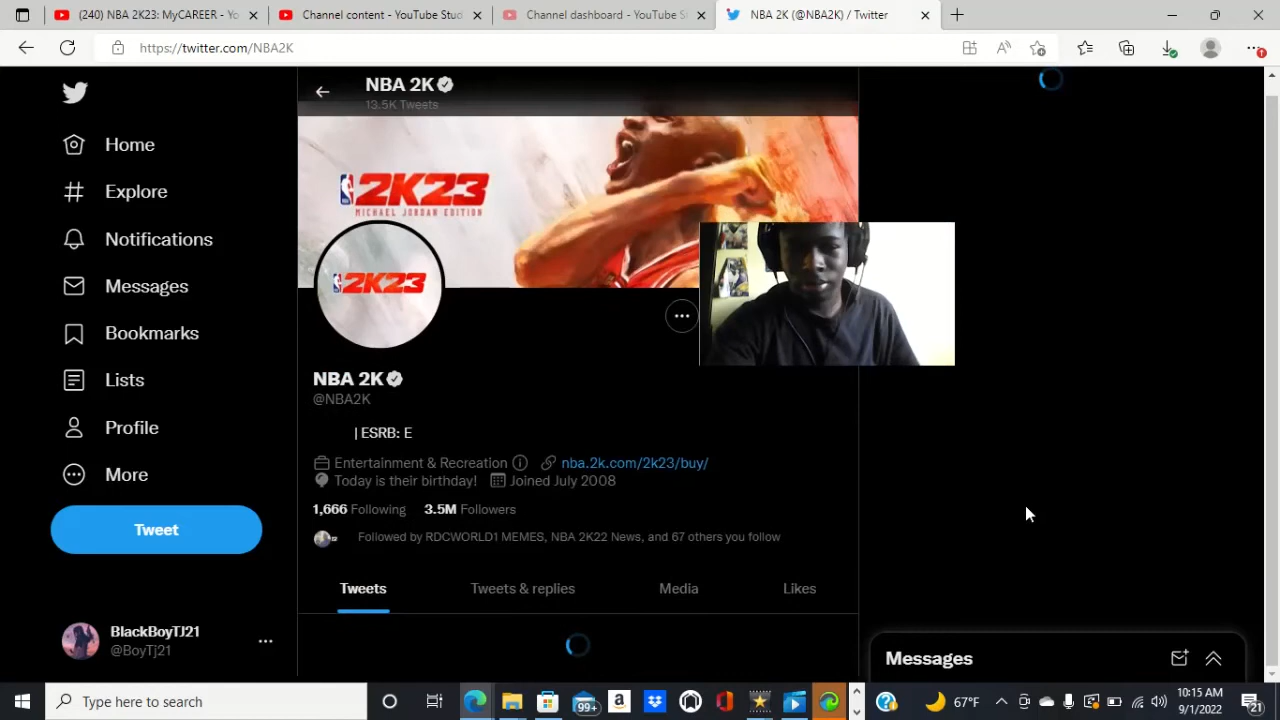 (240) NBA 2K23: MyCAREER - Yo
Channel content - YouTube Stud
Channel dashboard - YouTube St
NBA 2K (@NBA2K) / Twitter
https://twitter.com/NBA2K
NBA 2K
13.5K Tweets
Home
Explore
Notifications
Messages
Bookmarks
Lists
Profile
More
Tweet
2K23
MICHAEL JORDAN EDITION
2K23
NBA 2K
@NBA2K
| ESRB: E
Entertainment & Recreation nba.2k.com/2k23/buy/
Today is their birthday! Joined July 2008
1,666 Following 3.5M Followers
Followed by RDCWORLD1 MEMES, NBA 2K22 News, and 67 others you follow
Tweets Tweets & replies Media Likes
BlackBoyTJ21
@BoyTj21
Messages
Type here to search
99+
67°F
10:15 AM
9/1/2022
21